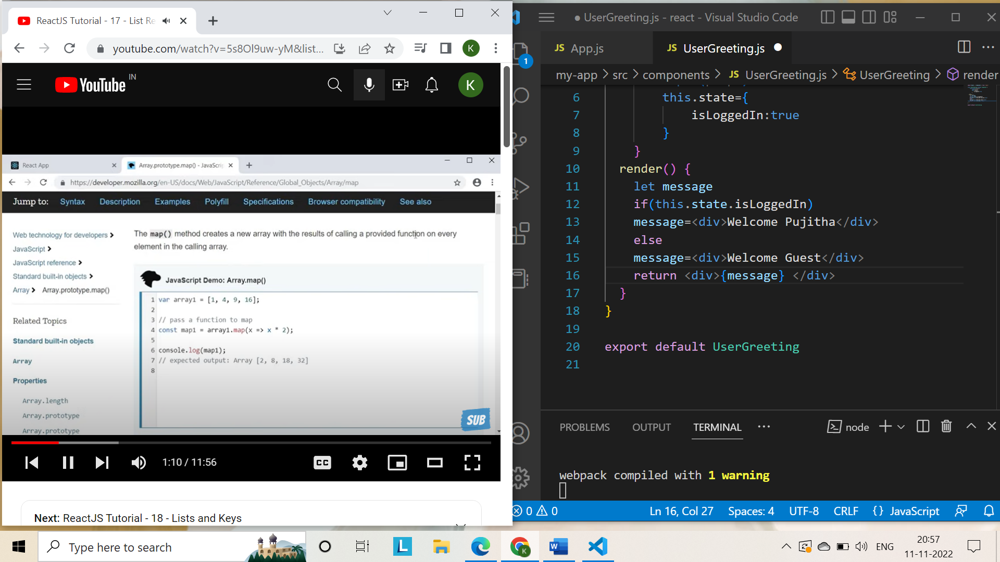 ReactJS Tutorial - 17 - List Re
youtube.com/watch?v=5s8Ol9uw-yM&list...
K
YouTube IN
K
React App
Array.prototype.map() - JavaScri
https://developer.mozilla.org/en-US/docs/Web/JavaScript/Reference/Global_Objects/Array/map
Jump to: Syntax Description Examples Polyfill Specifications Browser compatibility See also
Web technology for developers
JavaScript
JavaScript reference
Standard built-in objects
Array Array.prototype.map()
Related Topics
Standard built-in objects
Array
Properties
Array.length
Array.prototype
Array.prototype
The map() method creates a new array with the results of calling a provided function on every
element in the calling array.
JavaScript Demo: Array.map()
1 var array1 = [1, 4, 9, 16];
2
3 // pass a function to map
4 const map1 = array1.map(x => x * 2);
5
6 console.log(map1);
7 // expected output: Array [2, 8, 18, 32]
8
SUB
1:10 / 11:56
CC
Next: ReactJS Tutorial - 18 - Lists and Keys
● UserGreeting.js - react - Visual Studio Code
1
JS App.js
JS UserGreeting.js ●
my-app > src > components > JS UserGreeting.js > UserGreeting > render
6 this.state={
7 isLoggedIn:true
8 }
9 }
10 render() {
11 let message
12 if(this.state.isLoggedIn)
13 message=<div>Welcome Pujitha</div>
14 else
15 message=<div>Welcome Guest</div>
16 return <div>{message} </div>
17 }
18 }
19
20 export default UserGreeting
21
PROBLEMS OUTPUT TERMINAL ··· node
webpack compiled with 1 warning
0 0 Ln 16, Col 27 Spaces: 4 UTF-8 CRLF {} JavaScript
Type here to search
L
K
W
ENG
20:57
11-11-2022